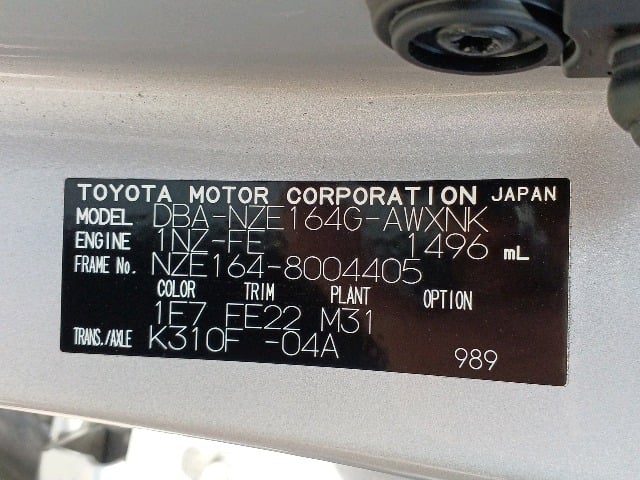 TOYOTA MOTOR CORPORATION JAPAN
MODEL DBA-NZE164G-AWXNK
ENGINE 1NZ-FE 1496 mL
FRAME No. NZE164-8004405
COLOR TRIM PLANT OPTION
1F7 FE22 M31
TRANS./AXLE K310F -04A
989